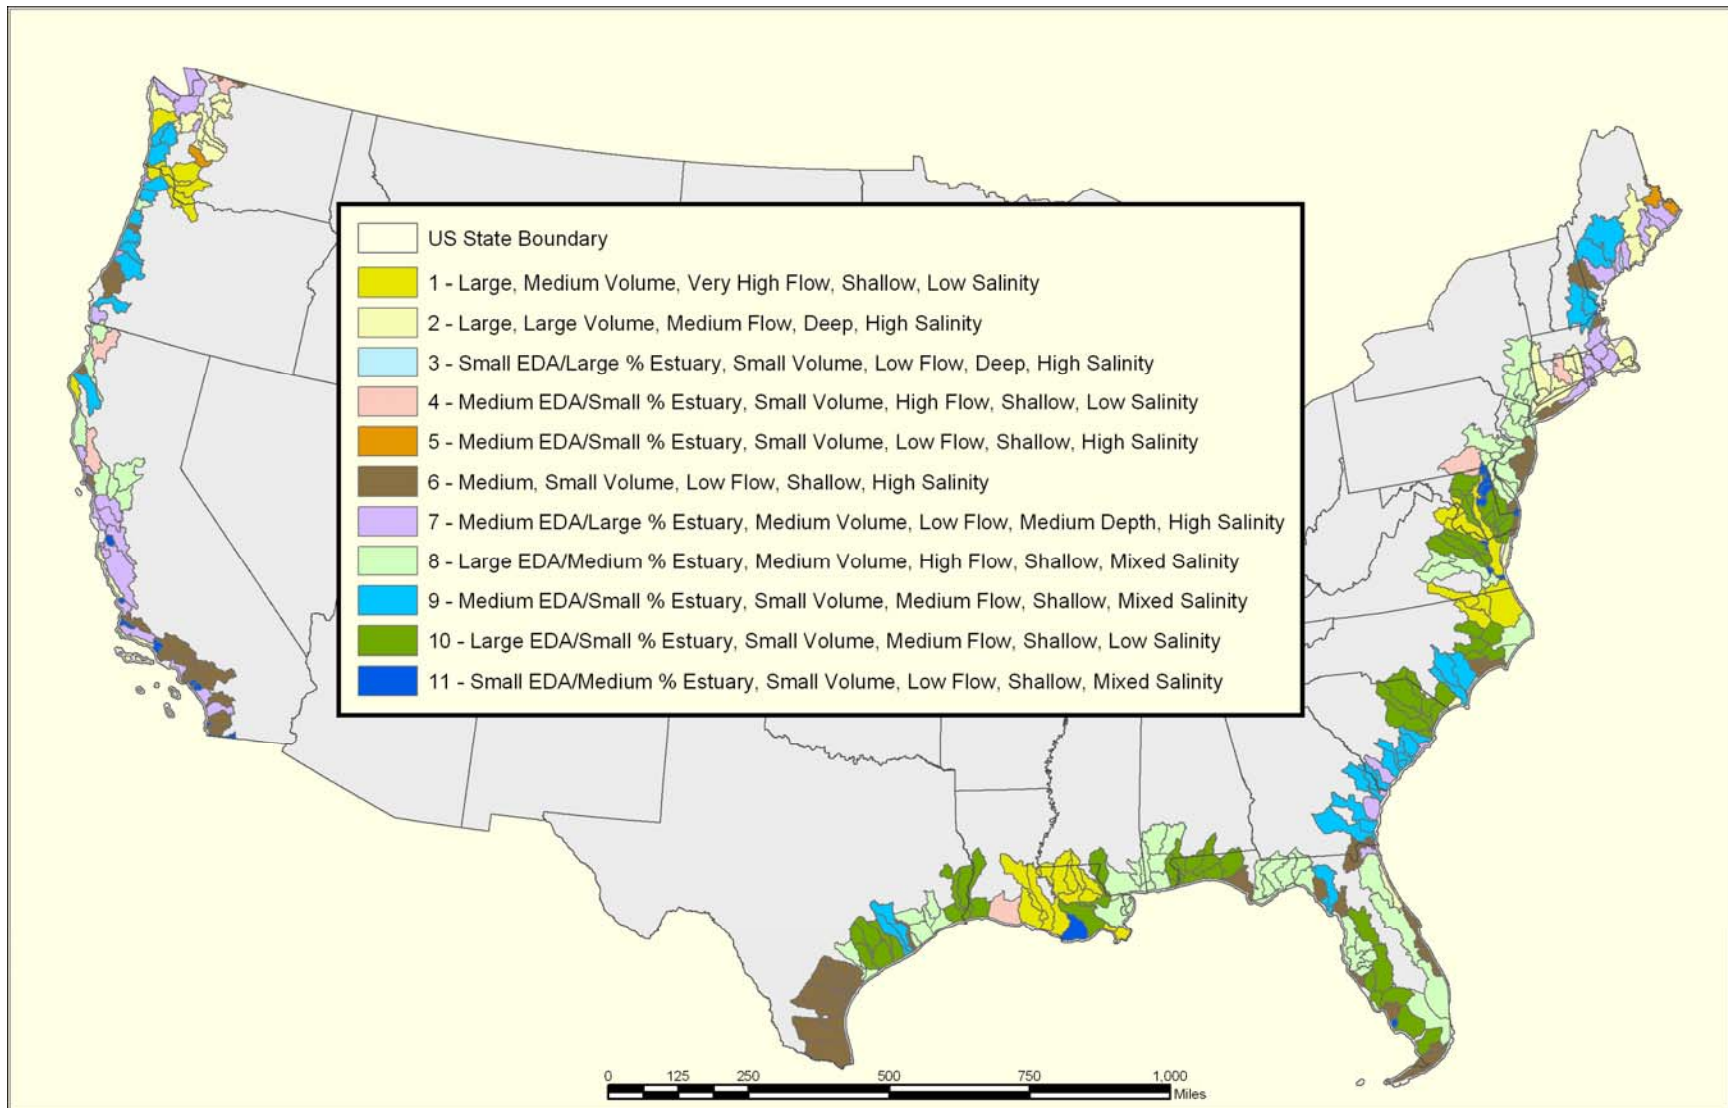 US State Boundary
1 - Large, Medium Volume, Very High Flow, Shallow, Low Salinity
2 - Large, Large Volume, Medium Flow, Deep, High Salinity
3 - Small EDA/Large % Estuary, Small Volume, Low Flow, Deep, High Salinity
4 - Medium EDA/Small % Estuary, Small Volume, High Flow, Shallow, Low Salinity
5 - Medium EDA/Small % Estuary, Small Volume, Low Flow, Shallow, High Salinity
6 - Medium, Small Volume, Low Flow, Shallow, High Salinity
7 - Medium EDA/Large % Estuary, Medium Volume, Low Flow, Medium Depth, High Salinity
8 - Large EDA/Medium % Estuary, Medium Volume, High Flow, Shallow, Mixed Salinity
9 - Medium EDA/Small % Estuary, Small Volume, Medium Flow, Shallow, Mixed Salinity
10 - Large EDA/Small % Estuary, Small Volume, Medium Flow, Shallow, Low Salinity
11 - Small EDA/Medium % Estuary, Small Volume, Low Flow, Shallow, Mixed Salinity
0 125 250 500 750 1,000
Miles